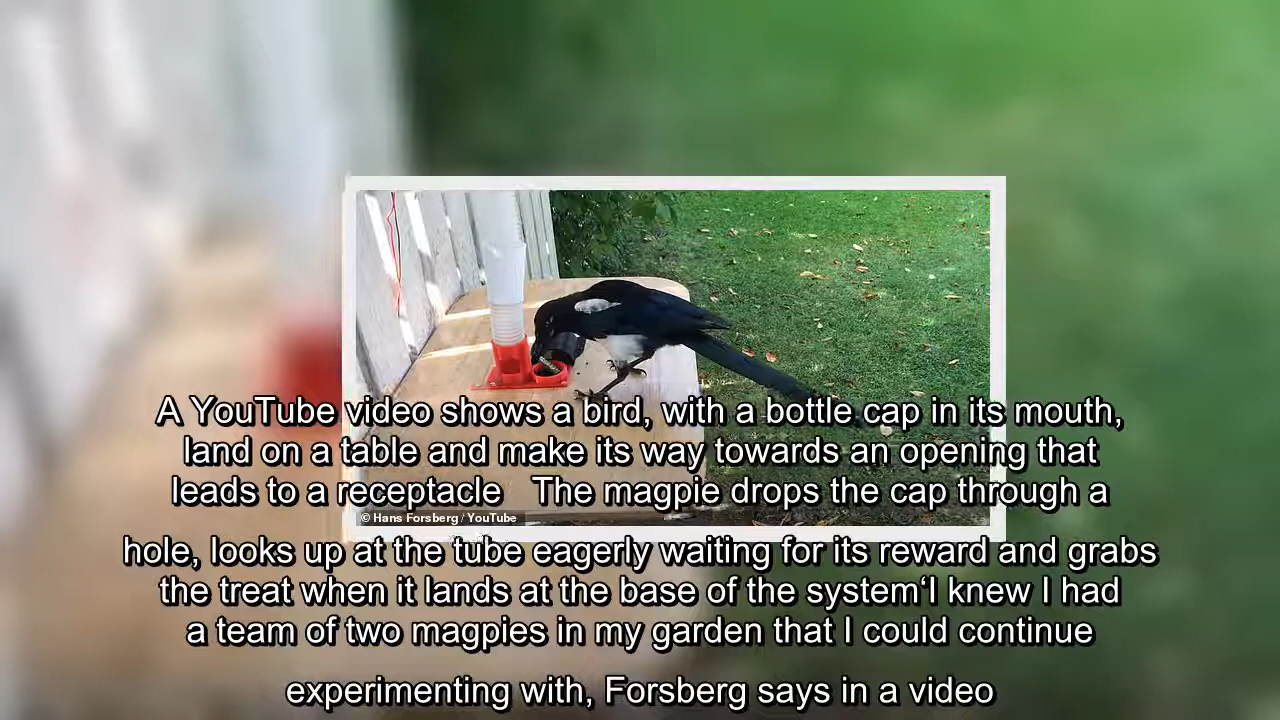 A YouTube video shows a bird, with a bottle cap in its mouth,
land on a table and make its way towards an opening that
leads to a receptacle   The magpie drops the cap through a
© Hans Forsberg / YouTube
hole, looks up at the tube eagerly waiting for its reward and grabs
the treat when it lands at the base of the system‘I knew I had
a team of two magpies in my garden that I could continue
experimenting with, Forsberg says in a video